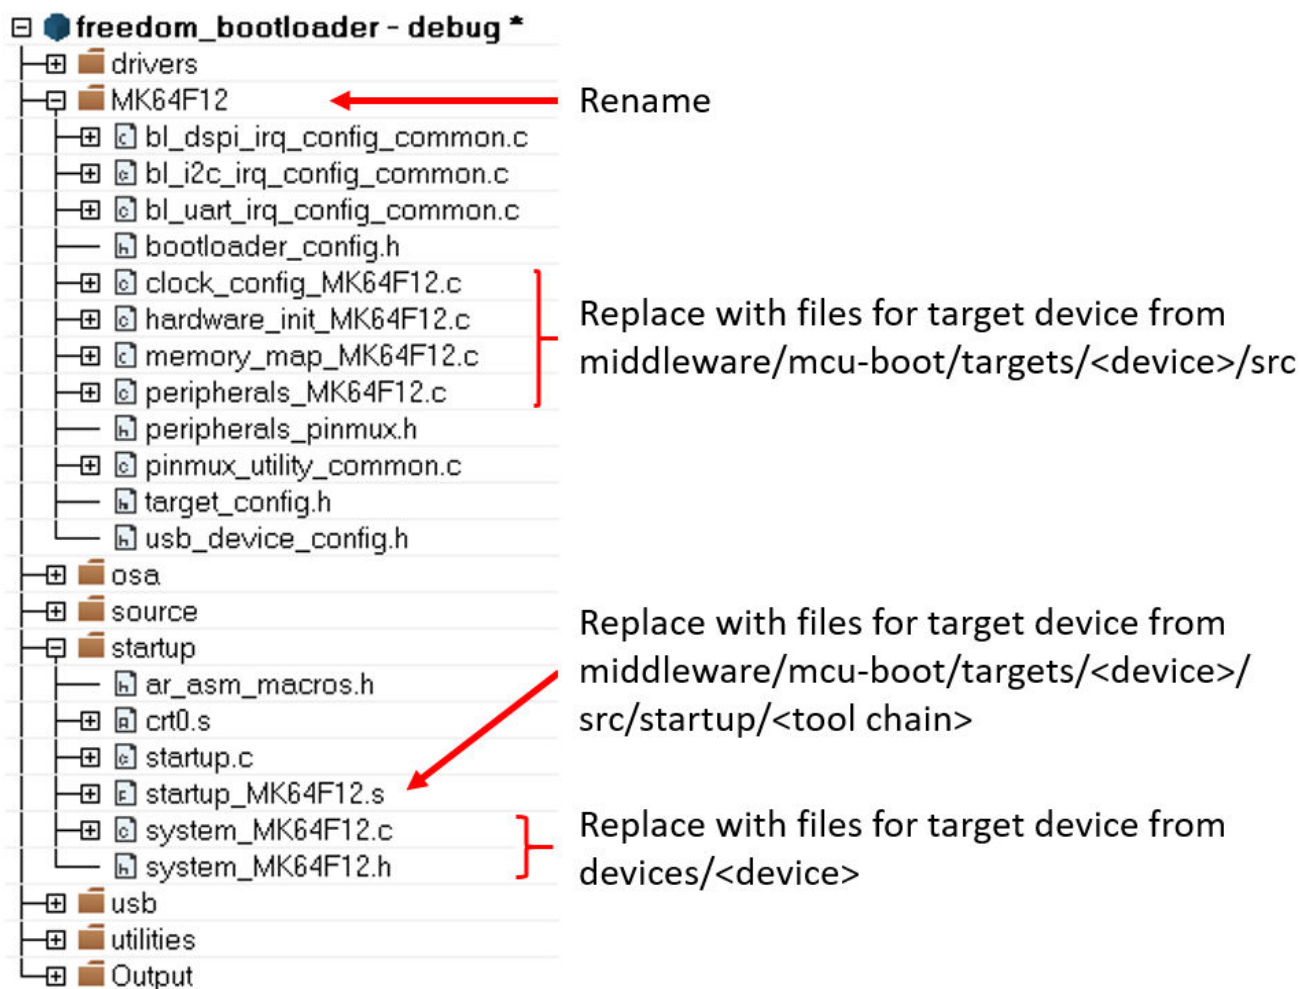 freedom_bootloader - debug *
drivers
MK64F12
Rename
bl_dspi_irq_config_common.c
bl_i2c_irq_config_common.c
bl_uart_irq_config_common.c
bootloader_config.h
clock_config_MK64F12.c
hardware_init_MK64F12.c
memory_map_MK64F12.c
peripherals_MK64F12.c
Replace with files for target device from
middleware/mcu-boot/targets/<device>/src
peripherals_pinmux.h
pinmux_utility_common.c
target_config.h
usb_device_config.h
osa
source
startup
ar_asm_macros.h
crt0.s
startup.c
startup_MK64F12.s
Replace with files for target device from
middleware/mcu-boot/targets/<device>/
src/startup/<tool chain>
system_MK64F12.c
system_MK64F12.h
Replace with files for target device from
devices/<device>
usb
utilities
Output